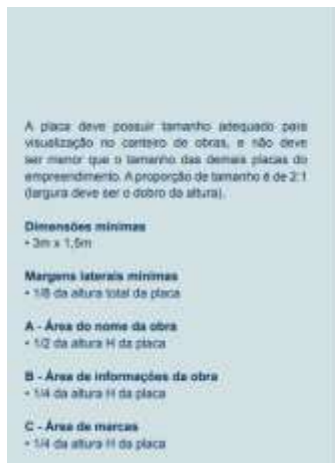 A placa deve possuir tamanho adequado para
visualização no canteiro de obras, e não deve
ser menor que o tamanho das demais placas do
empreendimento. A proporção de tamanho é de 2:1
(largura deve ser o dobro da altura).
Dimensões mínimas
• 3m x 1,5m
Margens laterais mínimas
• 1/8 da altura total da placa
A - Área do nome da obra
• 1/2 da altura H da placa
B - Área de informações da obra
• 1/4 da altura H da placa
C - Área de marcas
• 1/4 da altura H da placa